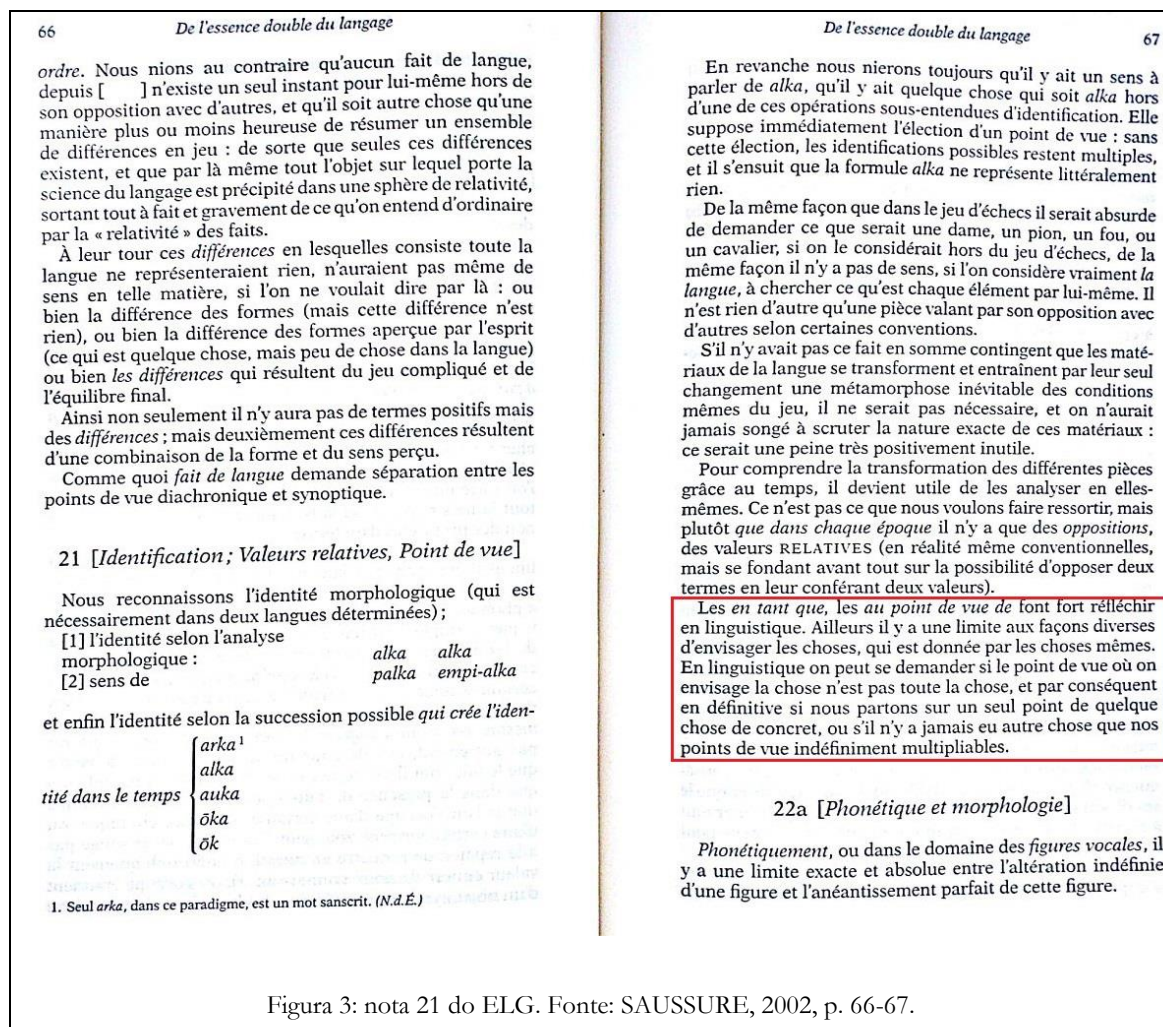 66
De l'essence double du langage
ordre. Nous nions au contraire qu'aucun fait de langue,
depuis [ ] n'existe un seul instant pour lui-même hors de
son opposition avec d'autres, et qu'il soit autre chose qu'une
manière plus ou moins heureuse de résumer un ensemble
de différences en jeu : de sorte que seules ces différences
existent, et que par là même tout l'objet sur lequel porte la
science du langage est précipité dans une sphère de relativité,
sortant tout à fait et gravement de ce qu'on entend d'ordinaire
par la « relativité » des faits.
À leur tour ces différences en lesquelles consiste toute la
langue ne représenteraient rien, n'auraient pas même de
sens en telle matière, si l'on ne voulait dire par là : ou
bien la différence des formes (mais cette différence n'est
rien), ou bien la différence des formes aperçue par l'esprit
(ce qui est quelque chose, mais peu de chose dans la langue)
ou bien les différences qui résultent du jeu compliqué et de
l'équilibre final.
Ainsi non seulement il n'y aura pas de termes positifs mais
des différences ; mais deuxièmement ces différences résultent
d'une combinaison de la forme et du sens perçu.
Comme quoi fait de langue demande séparation entre les
points de vue diachronique et synoptique.
21 [Identification ; Valeurs relatives, Point de vue]
Nous reconnaissons l'identité morphologique (qui est
nécessairement dans deux langues déterminées) ;
[1] l'identité selon l'analyse
morphologique : alka alka
[2] sens de palka empi-alka
et enfin l'identité selon la succession possible qui crée l'iden-
tité dans le temps
arka¹
alka
auka
ōka
ōk
1. Seul arka, dans ce paradigme, est un mot sanscrit. (N.d.É.)
De l'essence double du langage
67
En revanche nous nierons toujours qu'il y ait un sens à
parler de alka, qu'il y ait quelque chose qui soit alka hors
d'une de ces opérations sous-entendues d'identification. Elle
suppose immédiatement l'élection d'un point de vue : sans
cette élection, les identifications possibles restent multiples,
et il s'ensuit que la formule alka ne représente littéralement
rien.
De la même façon que dans le jeu d'échecs il serait absurde
de demander ce que serait une dame, un pion, un fou, ou
un cavalier, si on le considérait hors du jeu d'échecs, de la
même façon il n'y a pas de sens, si l'on considère vraiment la
langue, à chercher ce qu'est chaque élément par lui-même. Il
n'est rien d'autre qu'une pièce valant par son opposition avec
d'autres selon certaines conventions.
S'il n'y avait pas ce fait en somme contingent que les maté-
riaux de la langue se transforment et entraînent par leur seul
changement une métamorphose inévitable des conditions
mêmes du jeu, il ne serait pas nécessaire, et on n'aurait
jamais songé à scruter la nature exacte de ces matériaux :
ce serait une peine très positivement inutile.
Pour comprendre la transformation des différentes pièces
grâce au temps, il devient utile de les analyser en elles-
mêmes. Ce n'est pas ce que nous voulons faire ressortir, mais
plutôt que dans chaque époque il n'y a que des oppositions,
des valeurs RELATIVES (en réalité même conventionnelles,
mais se fondant avant tout sur la possibilité d'opposer deux
termes en leur conférant deux valeurs).
Les en tant que, les au point de vue de font fort réfléchir
en linguistique. Ailleurs il y a une limite aux façons diverses
d'envisager les choses, qui est donnée par les choses mêmes.
En linguistique on peut se demander si le point de vue où on
envisage la chose n'est pas toute la chose, et par conséquent
en définitive si nous partons sur un seul point de quelque
chose de concret, ou s'il n'y a jamais eu autre chose que nos
points de vue indéfiniment multipliables.
22a [Phonétique et morphologie]
Phonétiquement, ou dans le domaine des figures vocales, il
y a une limite exacte et absolue entre l'altération indéfinie
d'une figure et l'anéantissement parfait de cette figure.
Figura 3: nota 21 do ELG. Fonte: SAUSSURE, 2002, p. 66-67.